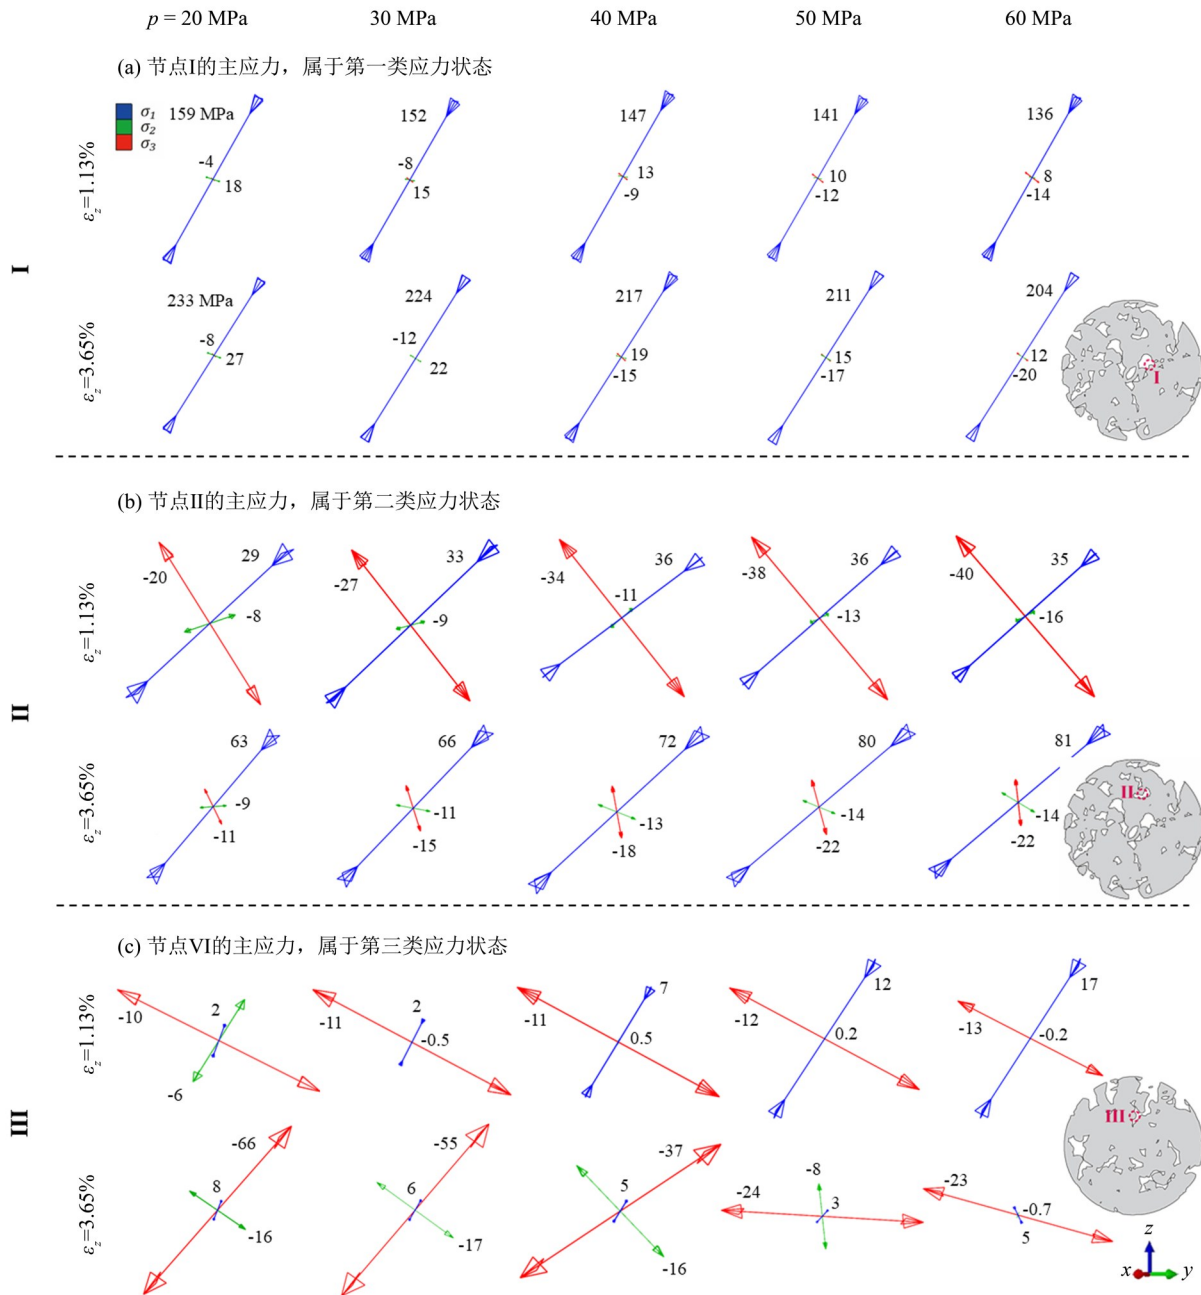 p = 20 MPa 30 MPa 40 MPa 50 MPa 60 MPa
(a) 节点I的主应力，属于第一类应力状态
I
σ1
σ2
σ3
εz=1.13%
159 MPa -4 18
152 -8 15
147 13 -9
141 10 -12
136 8 -14
εz=3.65%
233 MPa -8 27
224 -12 22
217 19 -15
211 15 -17
204 12 -20
I
(b) 节点II的主应力，属于第二类应力状态
II
εz=1.13%
29 -20 -8
33 -27 -9
36 -34 -11
36 -38 -13
35 -40 -16
εz=3.65%
63 -9 -11
66 -11 -15
72 -13 -18
80 -14 -22
81 -14 -22
II
(c) 节点VI的主应力，属于第三类应力状态
III
εz=1.13%
-10 2 -6
-11 2 -0.5
-11 7 0.5
-12 12 0.2
-13 17 -0.2
εz=3.65%
-66 8 -16
-55 6 -17
-37 5 -16
-8 -24 3
-23 -0.7 5
III
z
x y